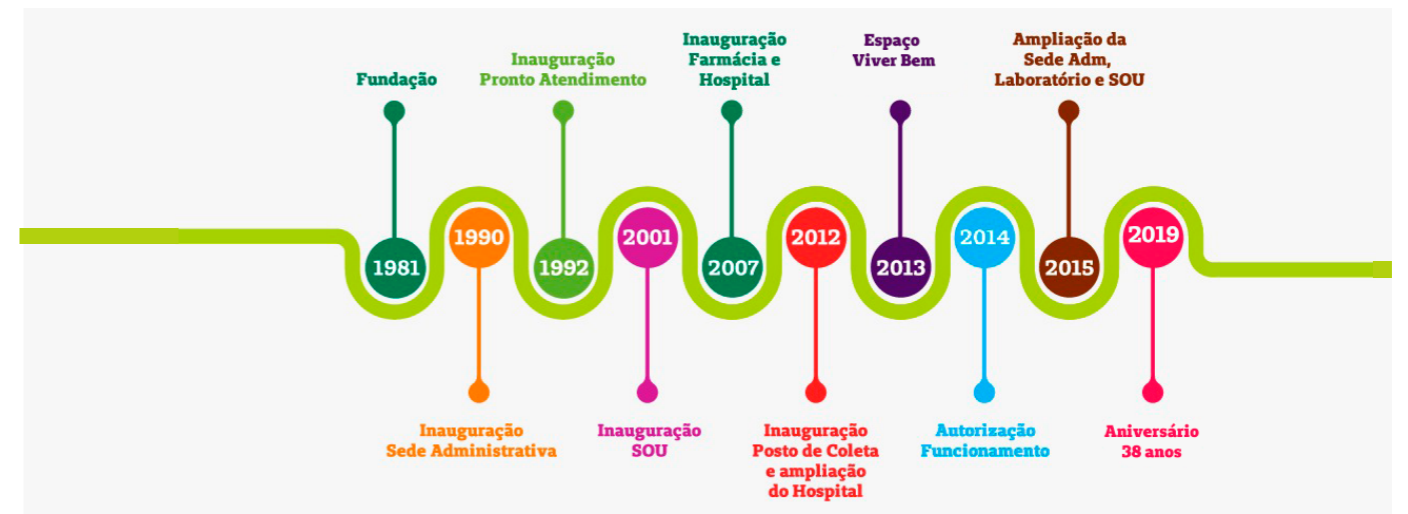 Fundação
1981
1990
Inauguração
Sede Administrativa
Inauguração
Pronto Atendimento
1992
2001
Inauguração
SOU
Inauguração
Farmácia e
Hospital
2007
2012
Inauguração
Posto de Coleta
e ampliação
do Hospital
Espaço
Viver Bem
2013
2014
Autorização
Funcionamento
Ampliação da
Sede Adm,
Laboratório e SOU
2015
2019
Aniversário
38 anos